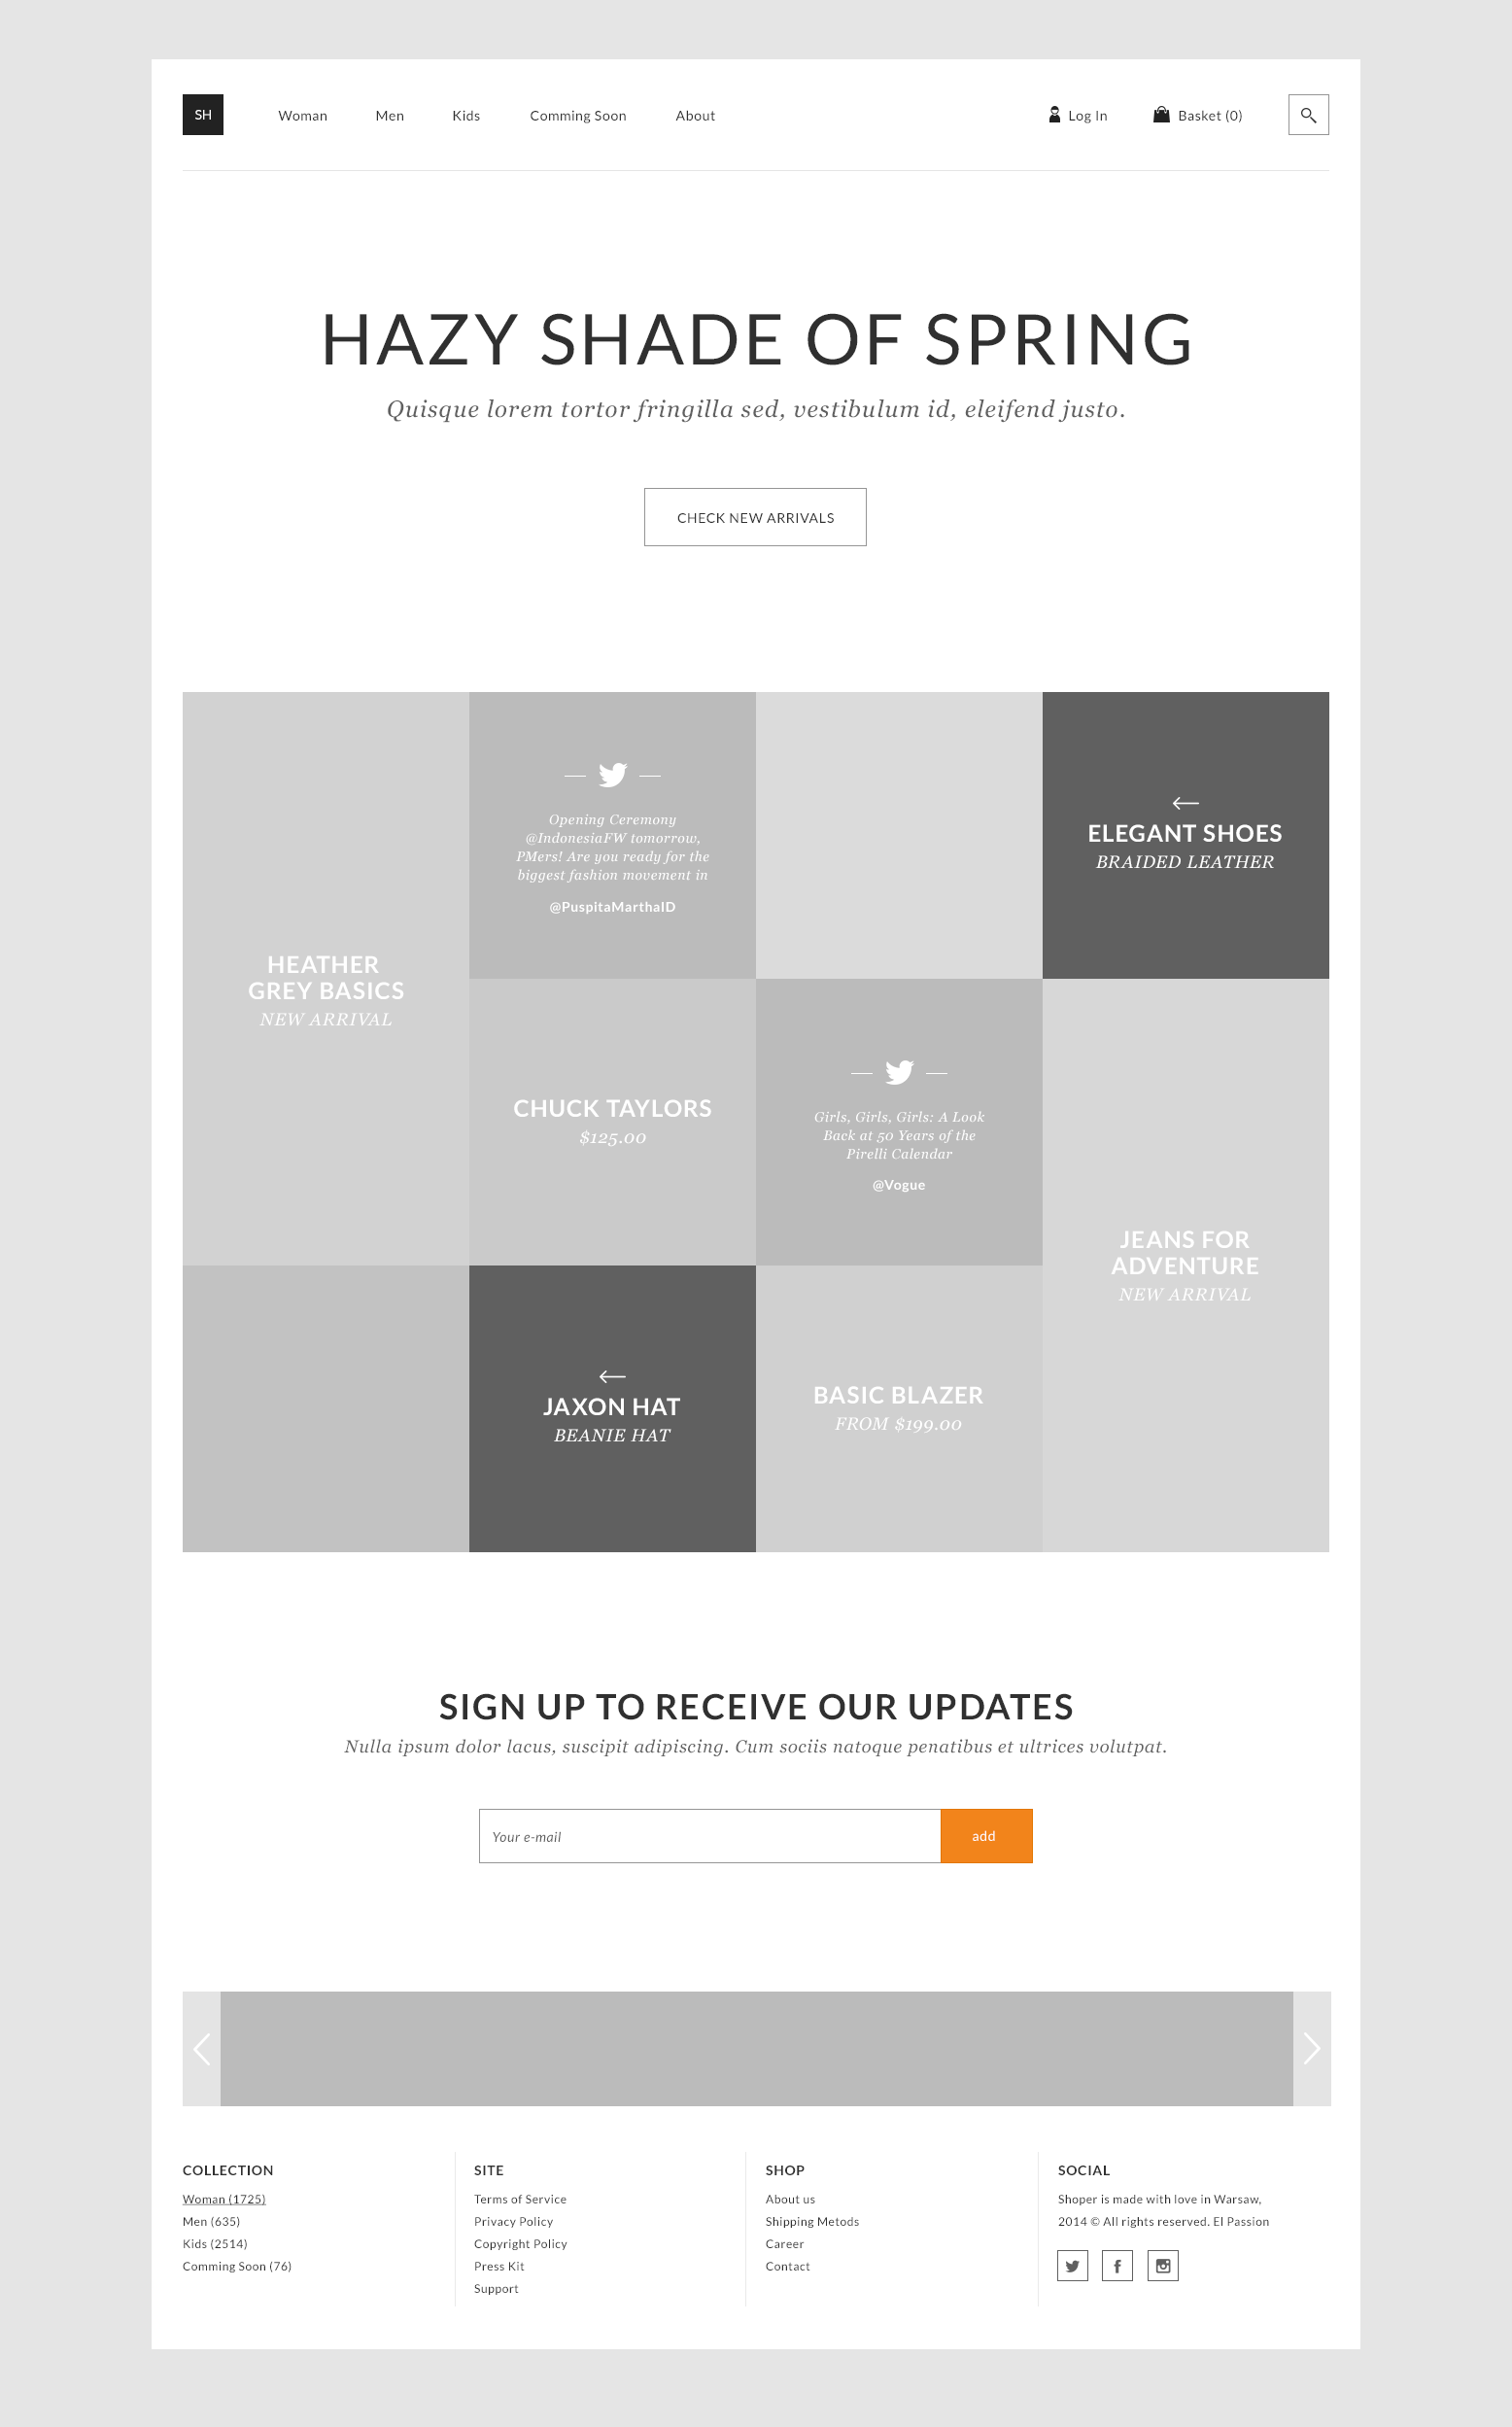 SH
Woman
Men
Kids
Comming Soon
About
Log In
Basket (0)
HAZY SHADE OF SPRING
Quisque lorem tortor fringilla sed, vestibulum id, eleifend justo.
CHECK NEW ARRIVALS
HEATHER
GREY BASICS
NEW ARRIVAL
Opening Ceremony
@IndonesiaFW tomorrow,
PMers! Are you ready for the
biggest fashion movement in
@PuspitaMarthaID
ELEGANT SHOES
BRAIDED LEATHER
CHUCK TAYLORS
$125.00
Girls, Girls, Girls: A Look
Back at 50 Years of the
Pirelli Calendar
@Vogue
JEANS FOR
ADVENTURE
NEW ARRIVAL
JAXON HAT
BEANIE HAT
BASIC BLAZER
FROM $199.00
SIGN UP TO RECEIVE OUR UPDATES
Nulla ipsum dolor lacus, suscipit adipiscing. Cum sociis natoque penatibus et ultrices volutpat.
Your e-mail
add
COLLECTION
Woman (1725)
Men (635)
Kids (2514)
Comming Soon (76)
SITE
Terms of Service
Privacy Policy
Copyright Policy
Press Kit
Support
SHOP
About us
Shipping Metods
Career
Contact
SOCIAL
Shoper is made with love in Warsaw,
2014 © All rights reserved. El Passion